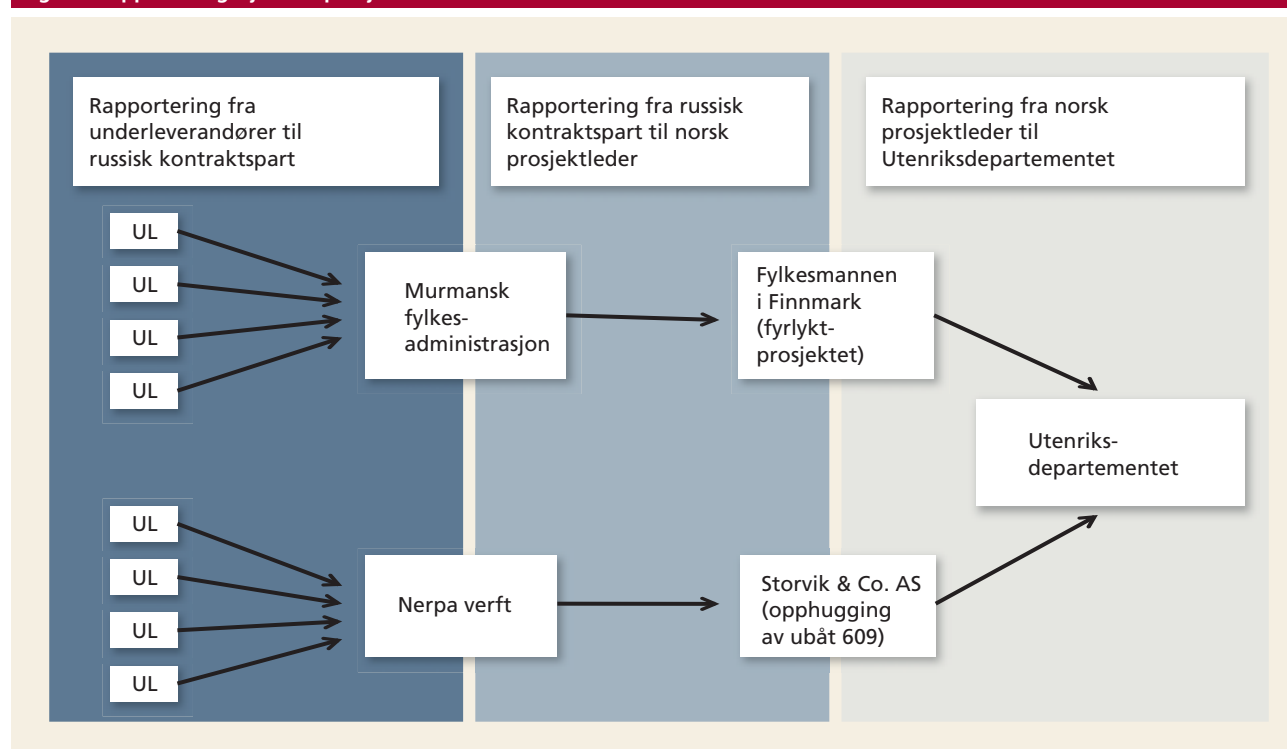 Rapportering fra
underleverandører til
russisk kontraktspart
Rapportering fra russisk
kontraktspart til norsk
prosjektleder
Rapportering fra norsk
prosjektleder til
Utenriksdepartementet
UL
UL
UL
UL
Murmansk
fylkes-
administrasjon
Fylkesmannen
i Finnmark
(fyrlykt-
prosjektet)
Utenriks-
departementet
UL
UL
UL
UL
Nerpa verft
Storvik & Co. AS
(opphugging
av ubåt 609)